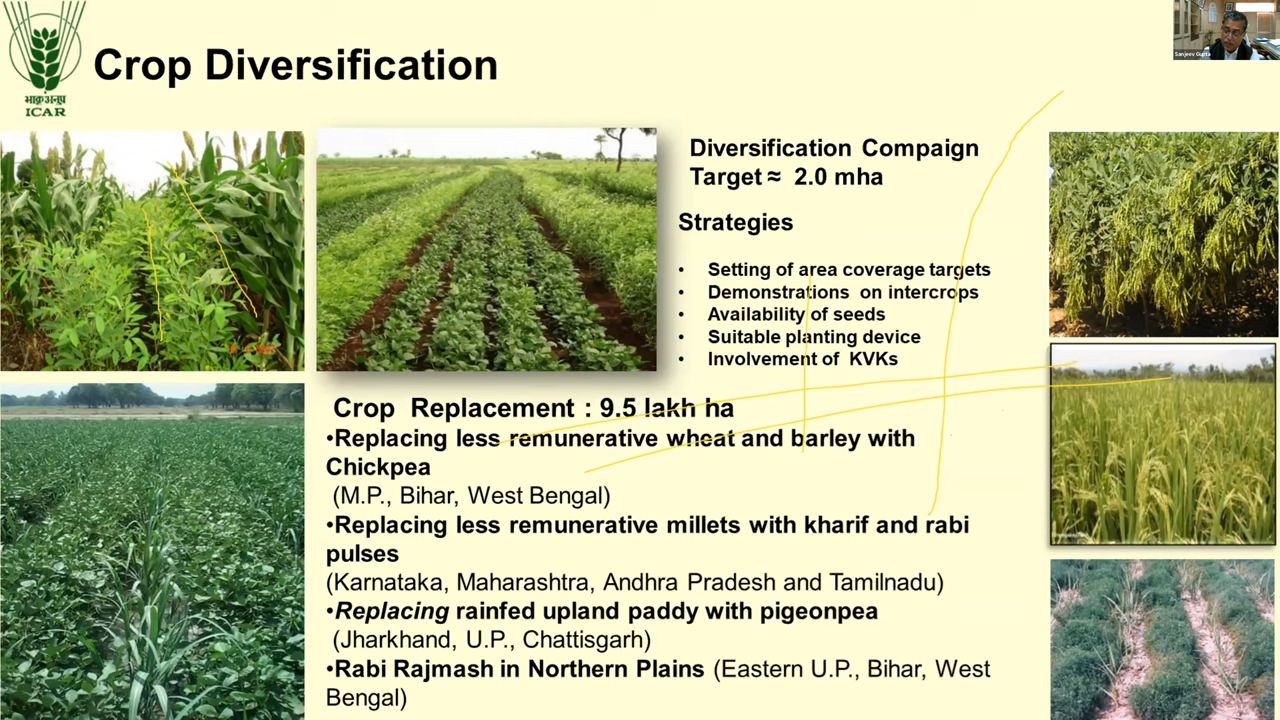 भाकृअनुप
ICAR
Crop Diversification
Sanjeev Gupta
Diversification Compaign
Target ≈ 2.0 mha
Strategies
• Setting of area coverage targets
• Demonstrations on intercrops
• Availability of seeds
• Suitable planting device
• Involvement of KVKs
Crop Replacement : 9.5 lakh ha
•Replacing less remunerative wheat and barley with
Chickpea
(M.P., Bihar, West Bengal)
•Replacing less remunerative millets with kharif and rabi
pulses
(Karnataka, Maharashtra, Andhra Pradesh and Tamilnadu)
•Replacing rainfed upland paddy with pigeonpea
(Jharkhand, U.P., Chattisgarh)
•Rabi Rajmash in Northern Plains (Eastern U.P., Bihar, West
Bengal)